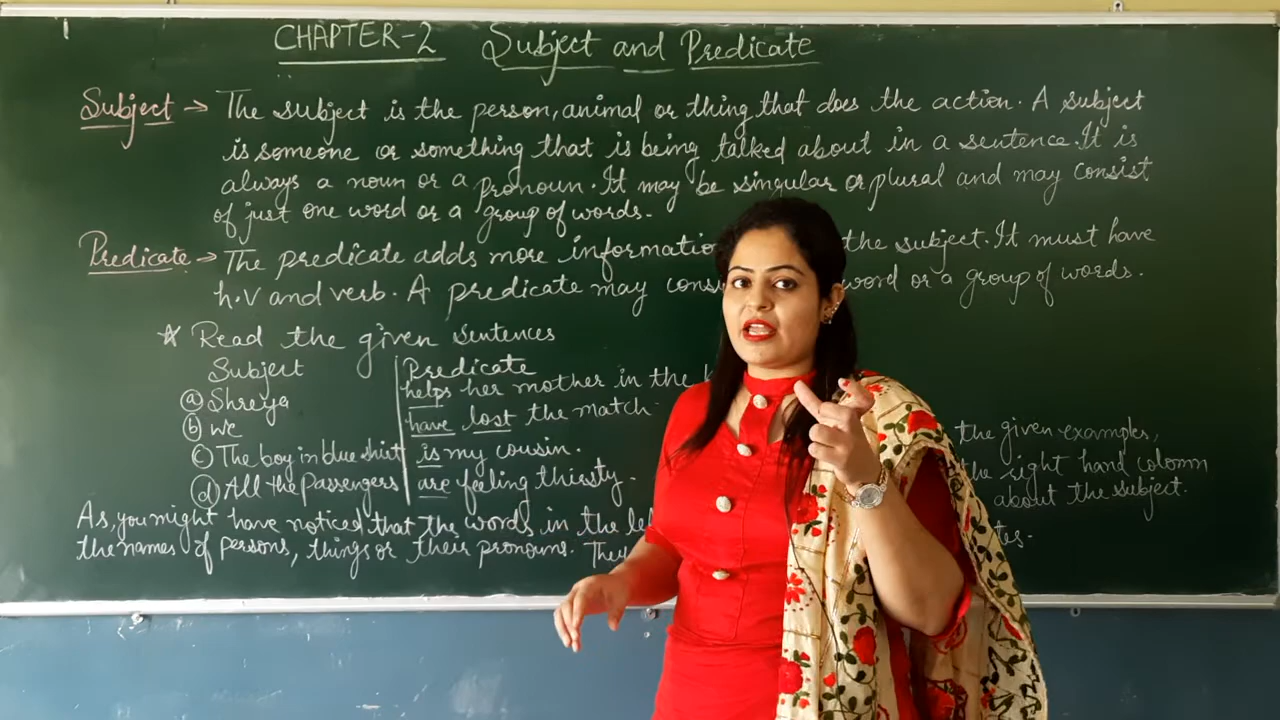 CHAPTER-2 Subject and Predicate
Subject → The subject is the person, animal or thing that does the action. A subject
is someone or something that is being talked about in a sentence. It is
always a noun or a pronoun. It may be singular or plural and may consist
of just one word or a group of words.
Predicate → The predicate adds more the subject. It must have
h.v and verb. A predicate may word or a group of words.
Read the given sentences
Subject Predicate
(a) Shreya helps her mother in the
(b) we have lost the match.
(c) The boy in blue shirt is my cousin.
(d) All the Passengers are feeling thirsty.
the given examples,
As, you might have noticed that the words in the right hand colomn
the names of persons, things or their pronouns. They about the subject.